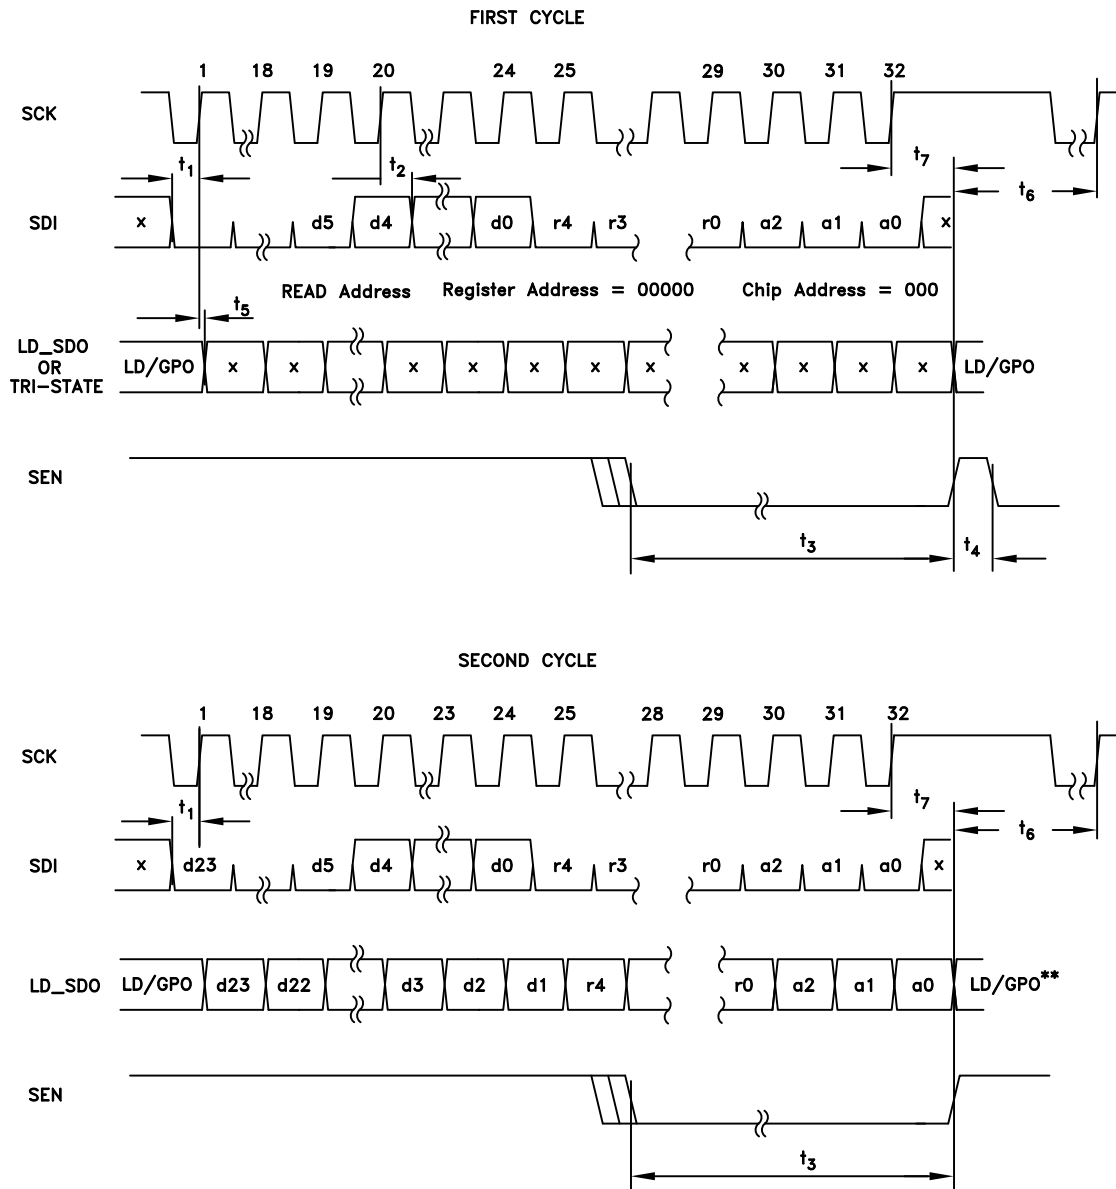 FIRST CYCLE
1 18 19 20 24 25 29 30 31 32
SCK
t1 t2 t7 t6
SDI x d5 d4 d0 r4 r3 r0 a2 a1 a0 x
READ Address Register Address = 00000 Chip Address = 000
t5
LD_SDO
OR
TRI-STATE
LD/GPO x x x x x x x x x x x LD/GPO
SEN
t3 t4
SECOND CYCLE
1 18 19 20 23 24 25 28 29 30 31 32
SCK
t1 t7 t6
SDI x d23 d5 d4 d0 r4 r3 r0 a2 a1 a0 x
LD_SDO LD/GPO d23 d22 d3 d2 d1 r4 r0 a2 a1 a0 LD/GPO**
SEN
t3